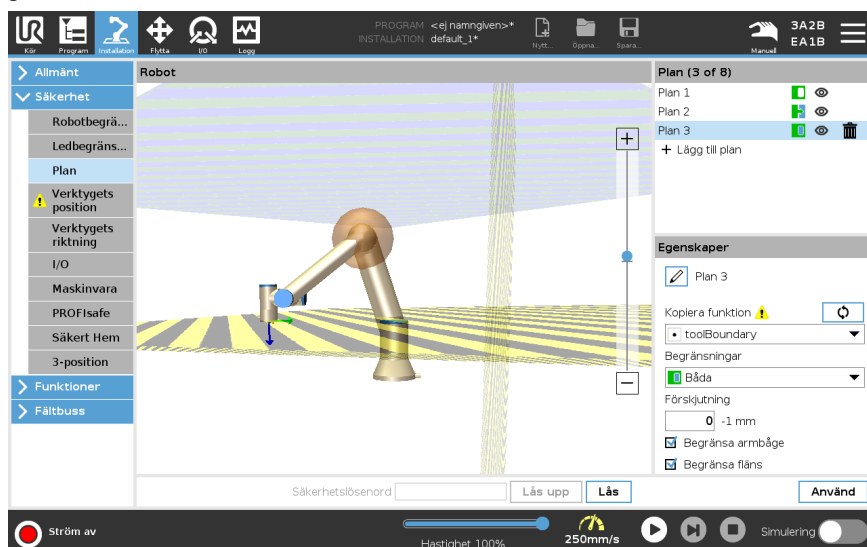 UR
PROGRAM <ej namngiven>*
INSTALLATION default_1*
Kör Program Installation Flytta I/O Logg
Nytt... Öppna... Spara...
Manuel
3A2B
EA1B
Allmänt
Säkerhet
Robotbegrä...
Ledbegräns...
Plan
Verktygets
position
Verktygets
riktning
I/O
Maskinvara
PROFIsafe
Säkert Hem
3-position
Funktioner
Fältbuss
Robot
Plan (3 of 8)
Plan 1
Plan 2
Plan 3
+ Lägg till plan
Egenskaper
Plan 3
Kopiera funktion
toolBoundary
Begränsningar
Båda
Förskjutning
0 -1 mm
Begränsa armbåge
Begränsa fläns
Säkerhetslösenord Lås upp Lås
Använd
Ström av
Hastighet 100%
250mm/s
Simulering